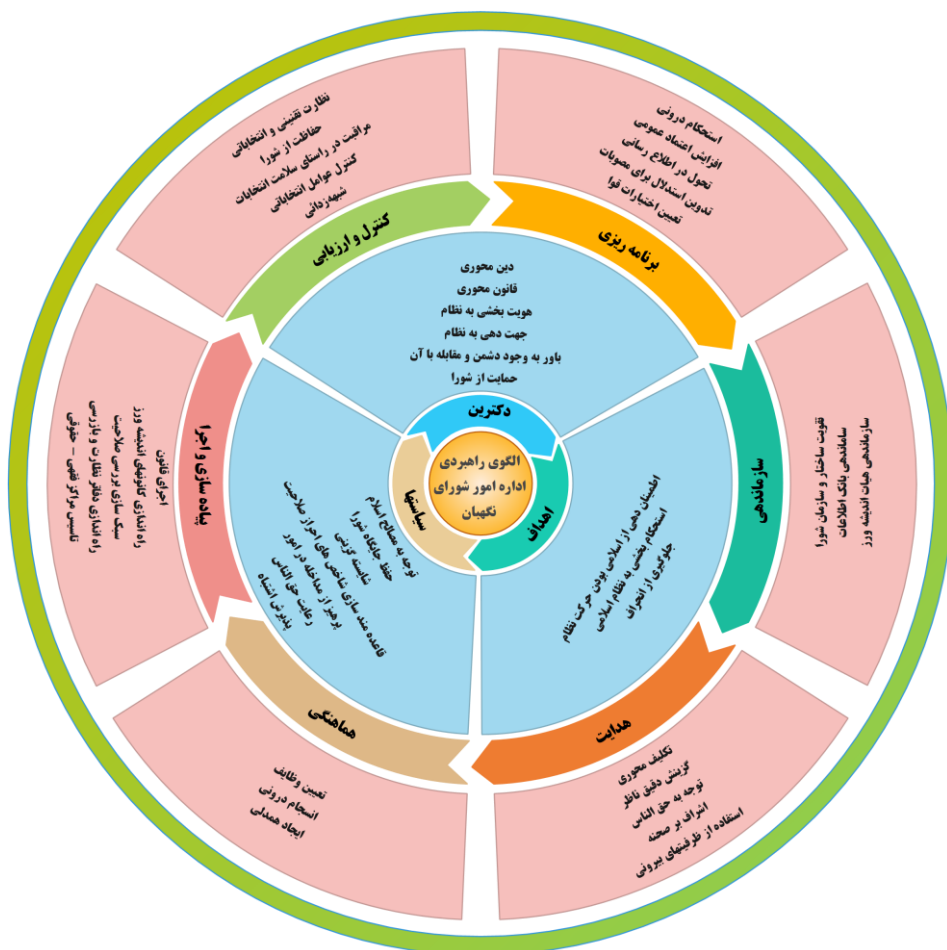 الگوی راهبردی
اداره امور شورای
نگهبان
دکترین
دین محوری
قانون محوری
هویت بخشی به نظام
جهت دهی به نظام
باور به وجود دشمن و مقابله با آن
حمایت از شورا
اهداف
اطمینان دهی از اسلامی بودن حرکت نظام
استحکام بخشی به نظام اسلامی
جلوگیری از انحراف
سیاستها
توجه به مصالح اسلام
حفظ جایگاه شورا
شایسته گزینی
قاعده مند سازی شاخص های احراز صلاحیت
پرهیز از مداخله در امور
رعایت حق الناس
پذیرش اشتباه
برنامه ریزی
استحکام درونی
افزایش اعتماد عمومی
تحول در اطلاع رسانی
تدوین استدلال برای مصوبات
تعیین اختیارات قوا
سازماندهی
سازماندهی هیات اندیشه ورز
ساماندهی بانک اطلاعات
تقویت ساختار و سازمان شورا
هدایت
تکلیف محوری
گزینش دقیق ناظر
توجه به حق الناس
اشراف بر صحنه
استفاده از ظرفیتهای بیرونی
هماهنگی
تعیین وظایف
انسجام درونی
ایجاد همدلی
پیاده سازی و اجرا
اجرای قانون
راه اندازی کانونهای اندیشه ورز
سبک سازی بررسی صلاحیت
راه اندازی دفاتر نظارت و بازرسی
تاسیس مراکز فقهی – حقوقی
کنترل و ارزیابی
نظارت تقنینی و انتخاباتی
حفاظت از شورا
مراقبت در راستای سلامت انتخابات
کنترل عوامل انتخاباتی
شبهه‌زدائی